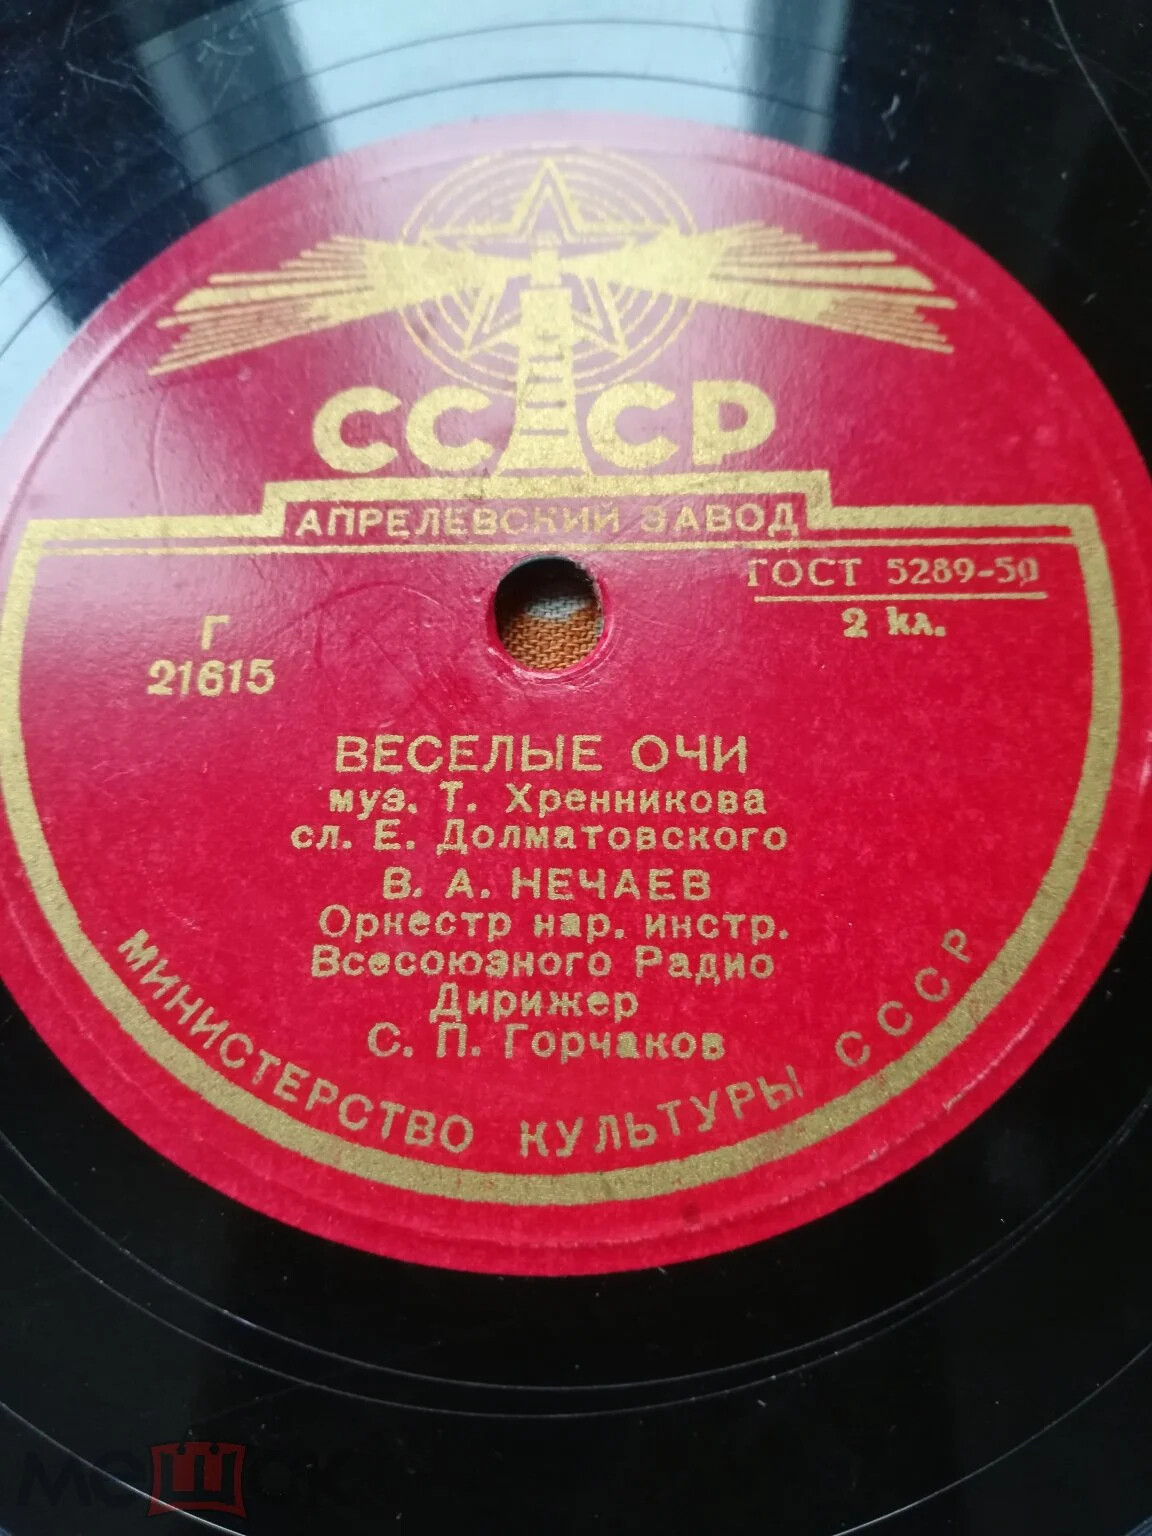 СССР
АПРЕЛЕВСКИЙ ЗАВОД
ГОСТ 5289-50
2 кл.
Г
21615
ВЕСЕЛЫЕ ОЧИ
муз. Т. Хренникова
сл. Е. Долматовского
В. А. НЕЧАЕВ
Оркестр нар. инстр.
Всесоюзного Радио
Дирижер
С. П. Горчаков
МИНИСТЕРСТВО КУЛЬТУРЫ СССР